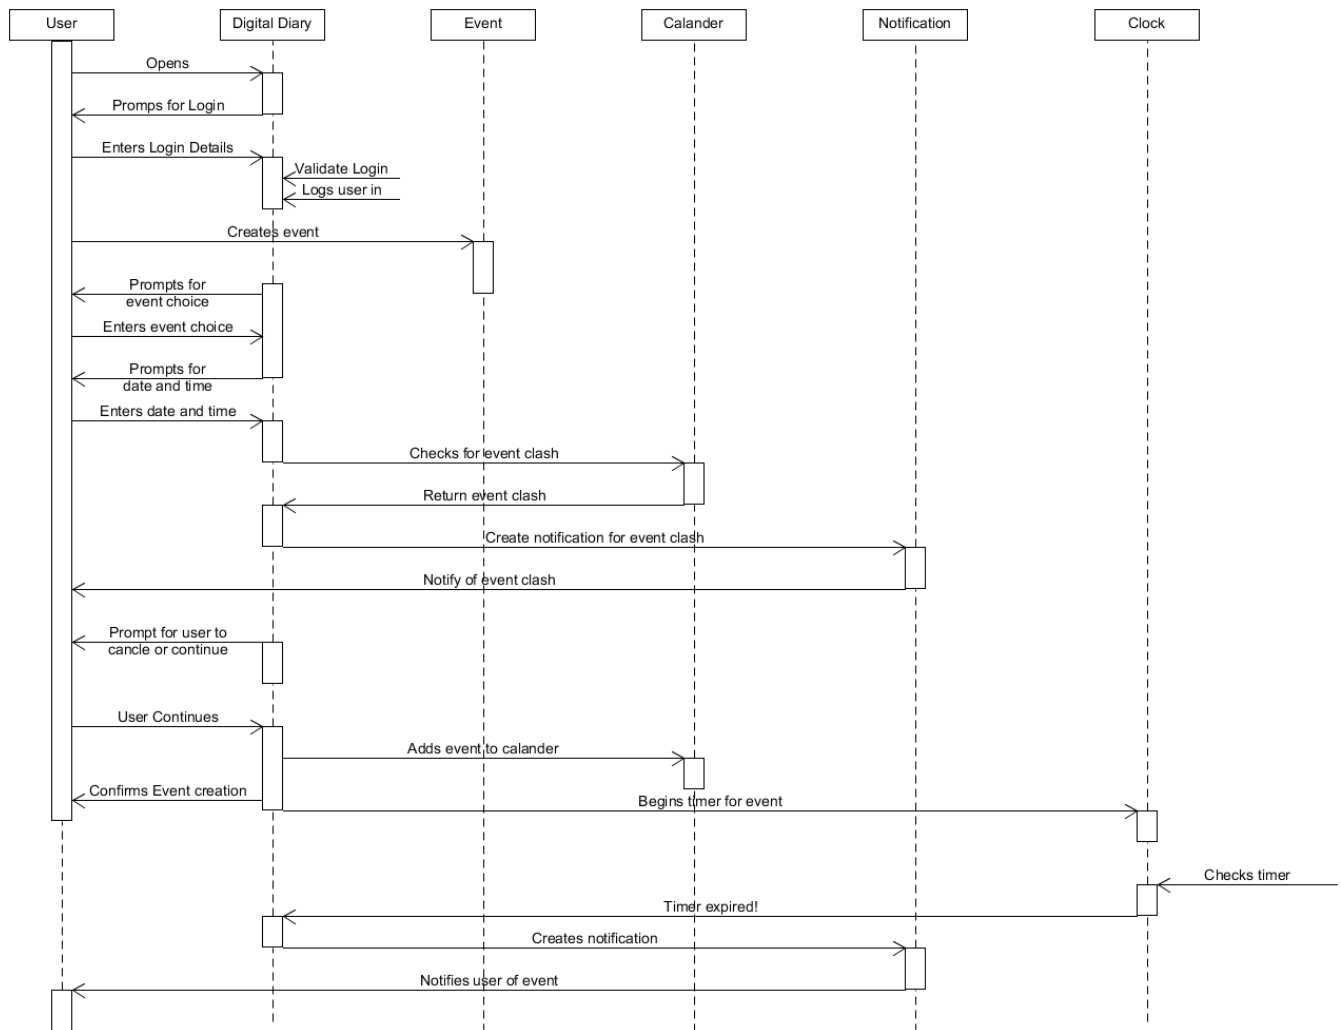 User
Digital Diary
Event
Calander
Notification
Clock
Opens
Promps for Login
Enters Login Details
Validate Login
Logs user in
Creates event
Prompts for
event choice
Enters event choice
Prompts for
date and time
Enters date and time
Checks for event clash
Return event clash
Create notification for event clash
Notify of event clash
Prompt for user to
cancle or continue
User Continues
Adds event to calander
Confirms Event creation
Begins timer for event
Checks timer
Timer expired!
Creates notification
Notifies user of event